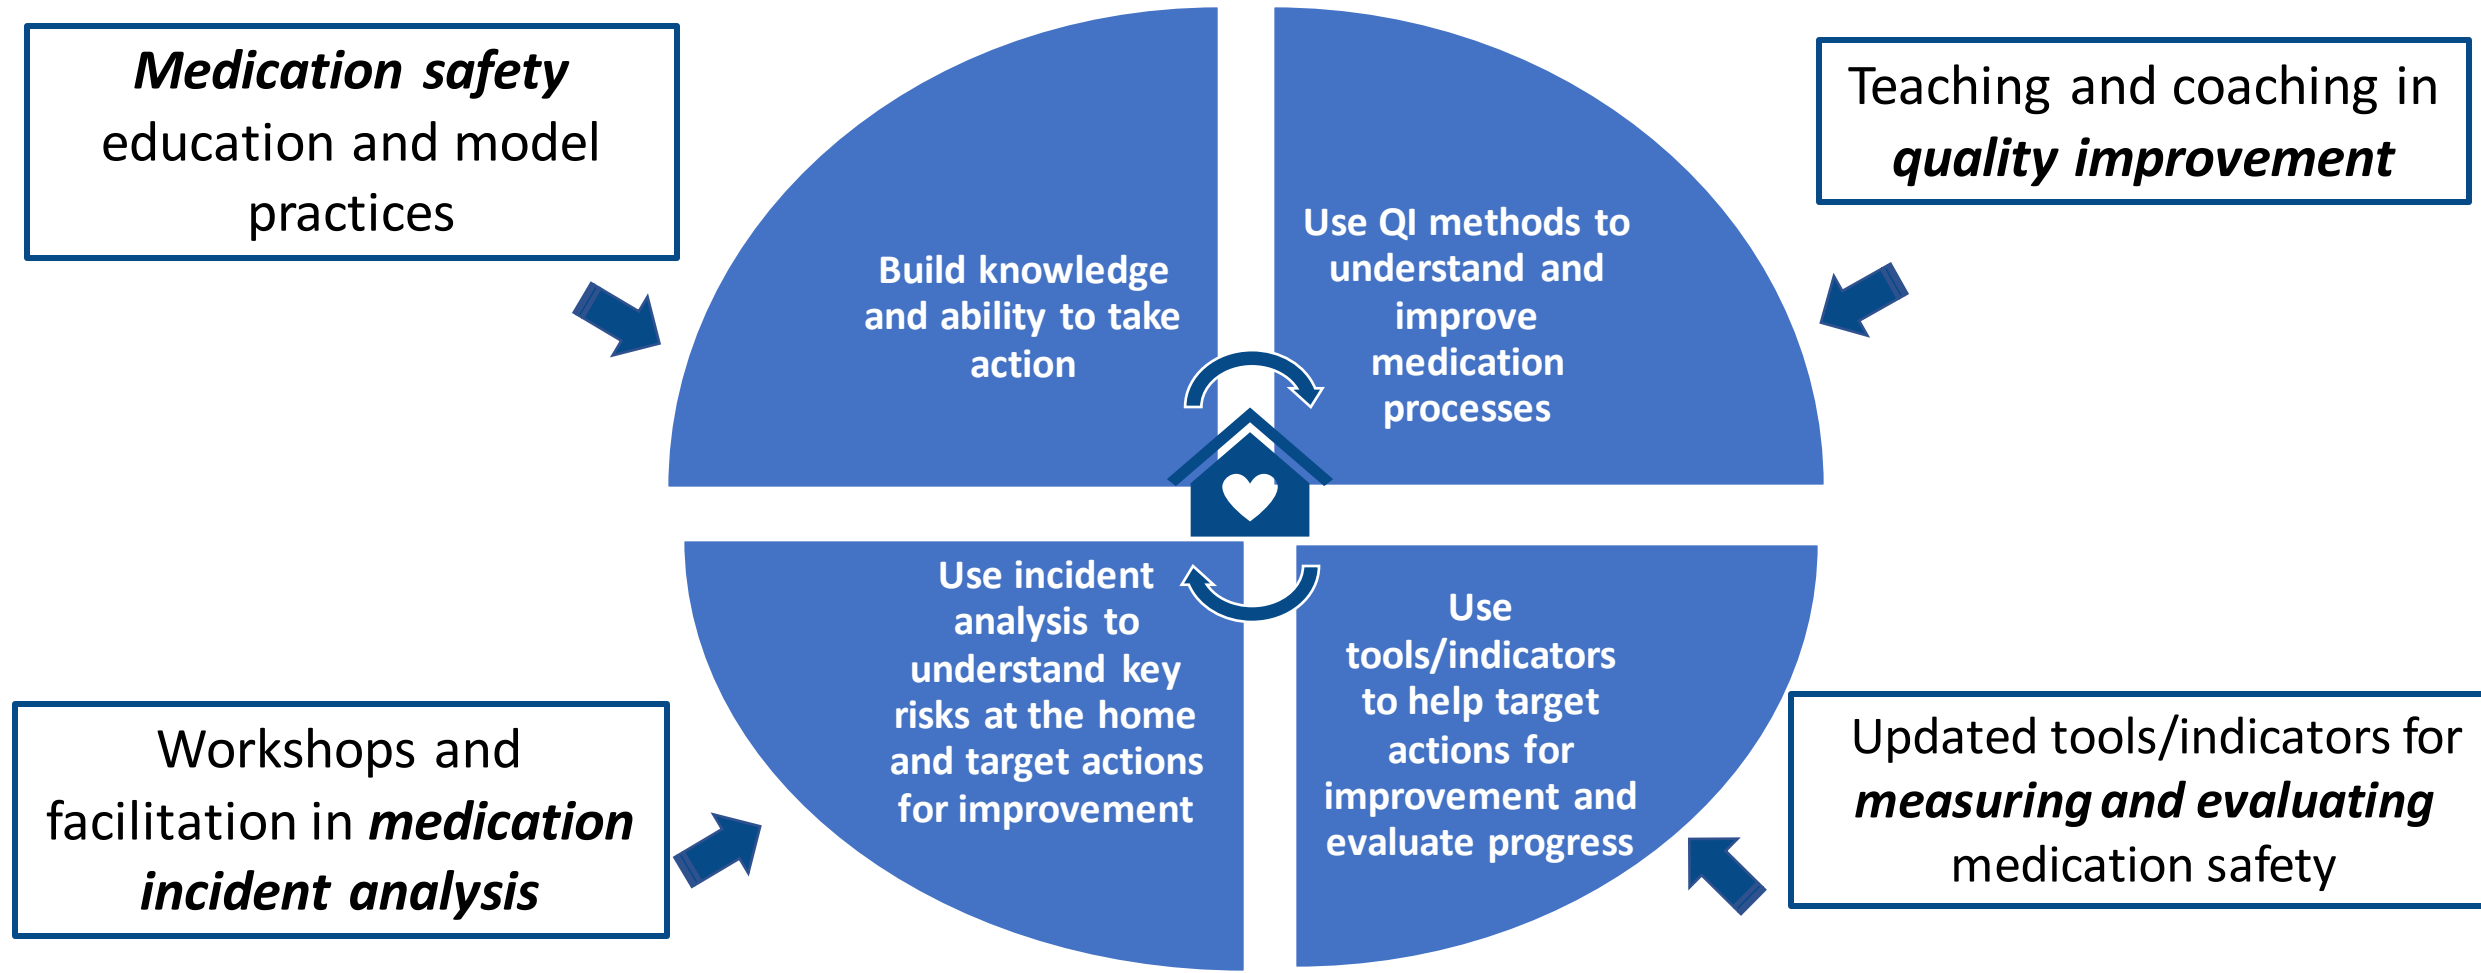 Medication safety
education and model
practices
Teaching and coaching in
quality improvement
Build knowledge
and ability to take
action
Use QI methods to
understand and
improve
medication
processes
Use incident
analysis to
understand key
risks at the home
and target actions
for improvement
Use
tools/indicators
to help target
actions for
improvement and
evaluate progress
Workshops and
facilitation in medication
incident analysis
Updated tools/indicators for
measuring and evaluating
medication safety